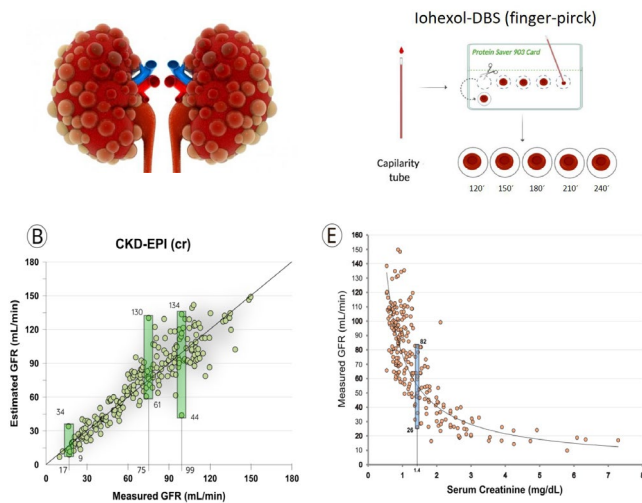 Iohexol-DBS (finger-pirck)
Protein Saver 903 Card
Capilarity
tube
120´ 150´ 180´ 210´ 240´
B
CKD-EPI (cr)
Estimated GFR (mL/min)
180
150
120
90
60
30
0
130
134
34
9
61
44
17
75
99
0 30 60 90 120 150 180
Measured GFR (mL/min)
E
Measured GFR (mL/min)
160
150
140
130
120
110
100
90
80
70
60
50
40
30
20
10
0
82
26
1.4
0 1 2 3 4 5 6 7 8
Serum Creatinine (mg/dL)